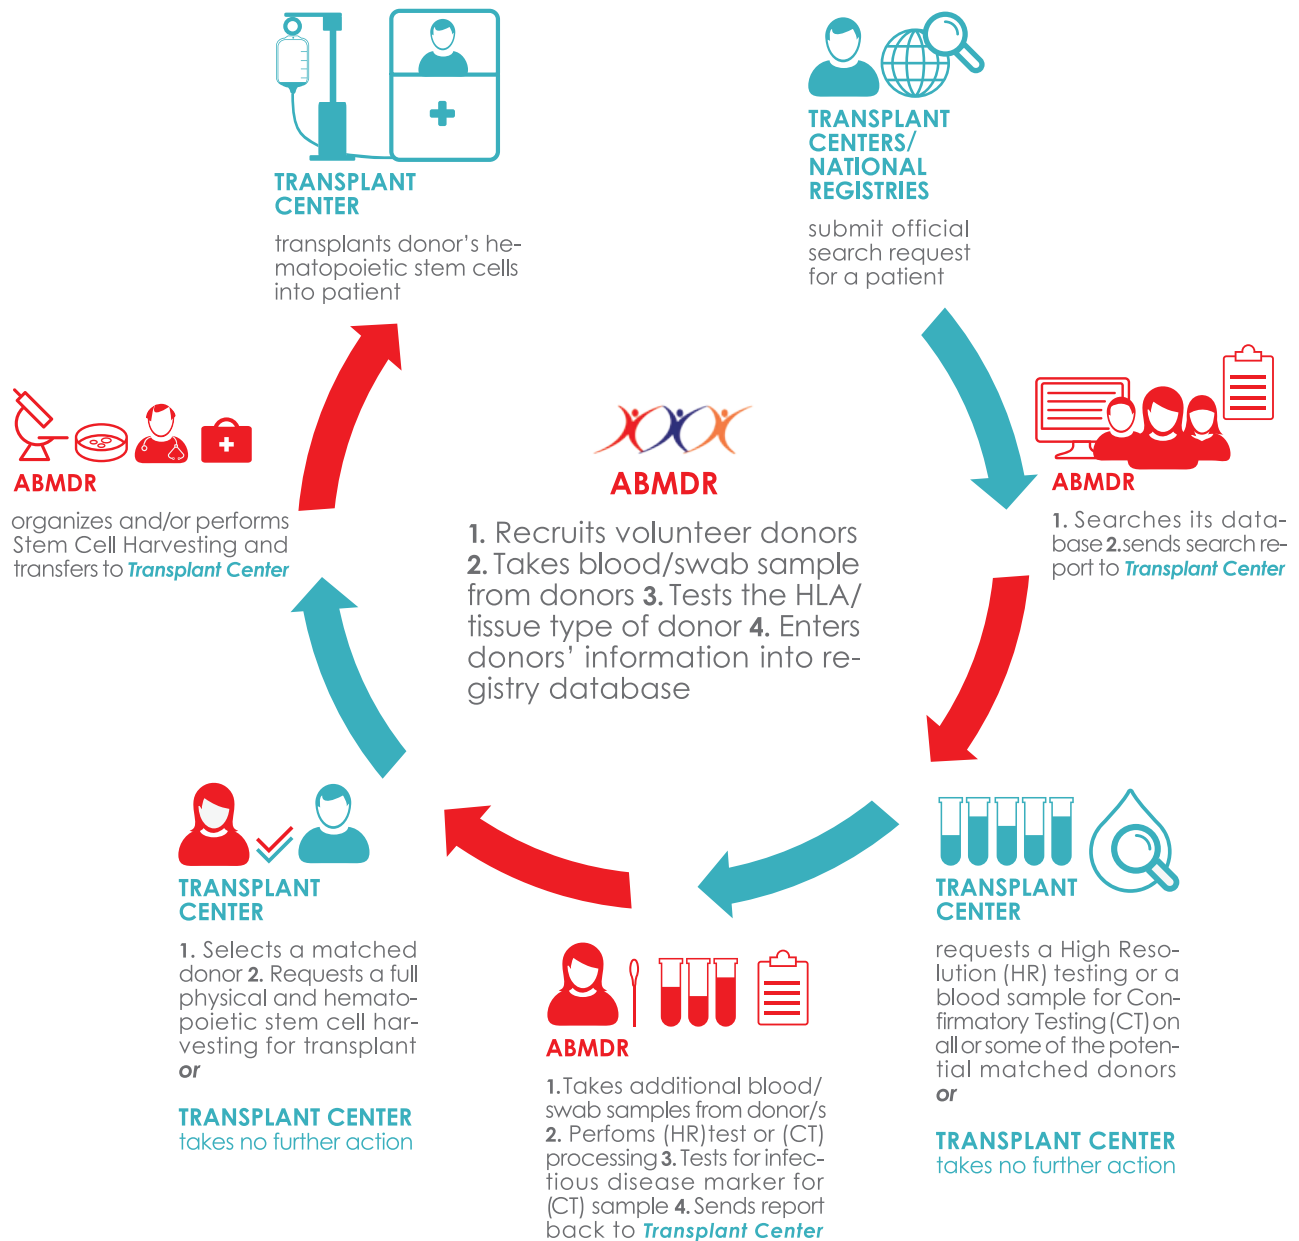 TRANSPLANT
CENTER
transplants donor's he-
matopoietic stem cells
into patient
TRANSPLANT
CENTERS/
NATIONAL
REGISTRIES
submit official
search request
for a patient
ABMDR
1. Searches its data-
base 2.sends search re-
port to Transplant Center
TRANSPLANT
CENTER
requests a High Reso-
lution (HR) testing or a
blood sample for Con-
firmatory Testing(CT) on
all or some of the poten-
tial matched donors
or
TRANSPLANT CENTER
takes no further action
ABMDR
1.Takes additional blood/
swab samples from donor/s
2. Perfoms (HR)test or (CT)
processing 3. Tests for infec-
tious disease marker for
(CT) sample 4. Sends report
back to Transplant Center
TRANSPLANT
CENTER
1. Selects a matched
donor 2. Requests a full
physical and hemato-
poietic stem cell har-
vesting for transplant
or
TRANSPLANT CENTER
takes no further action
ABMDR
organizes and/or performs
Stem Cell Harvesting and
transfers to Transplant Center
ABMDR
1. Recruits volunteer donors
2. Takes blood/swab sample
from donors 3. Tests the HLA/
tissue type of donor 4. Enters
donors' information into re-
gistry database